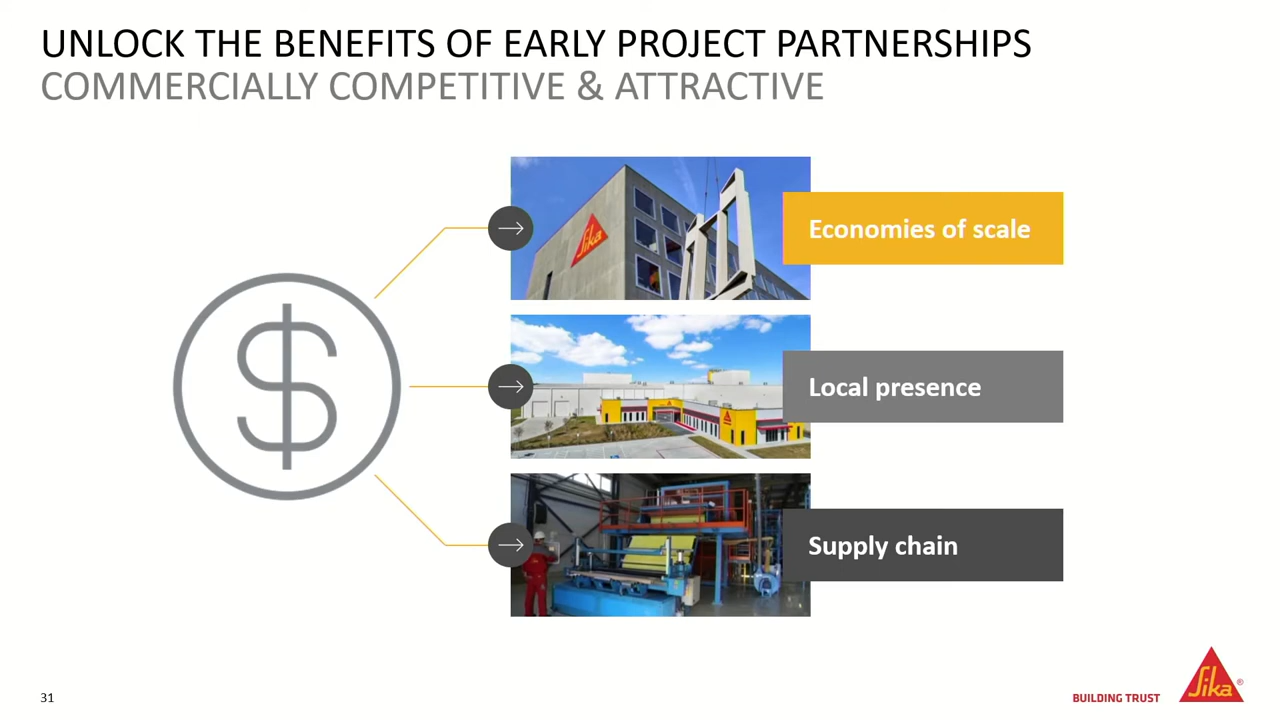 UNLOCK THE BENEFITS OF EARLY PROJECT PARTNERSHIPS
COMMERCIALLY COMPETITIVE & ATTRACTIVE
$
Sika
Economies of scale
Local presence
Supply chain
31
BUILDING TRUST
Sika®